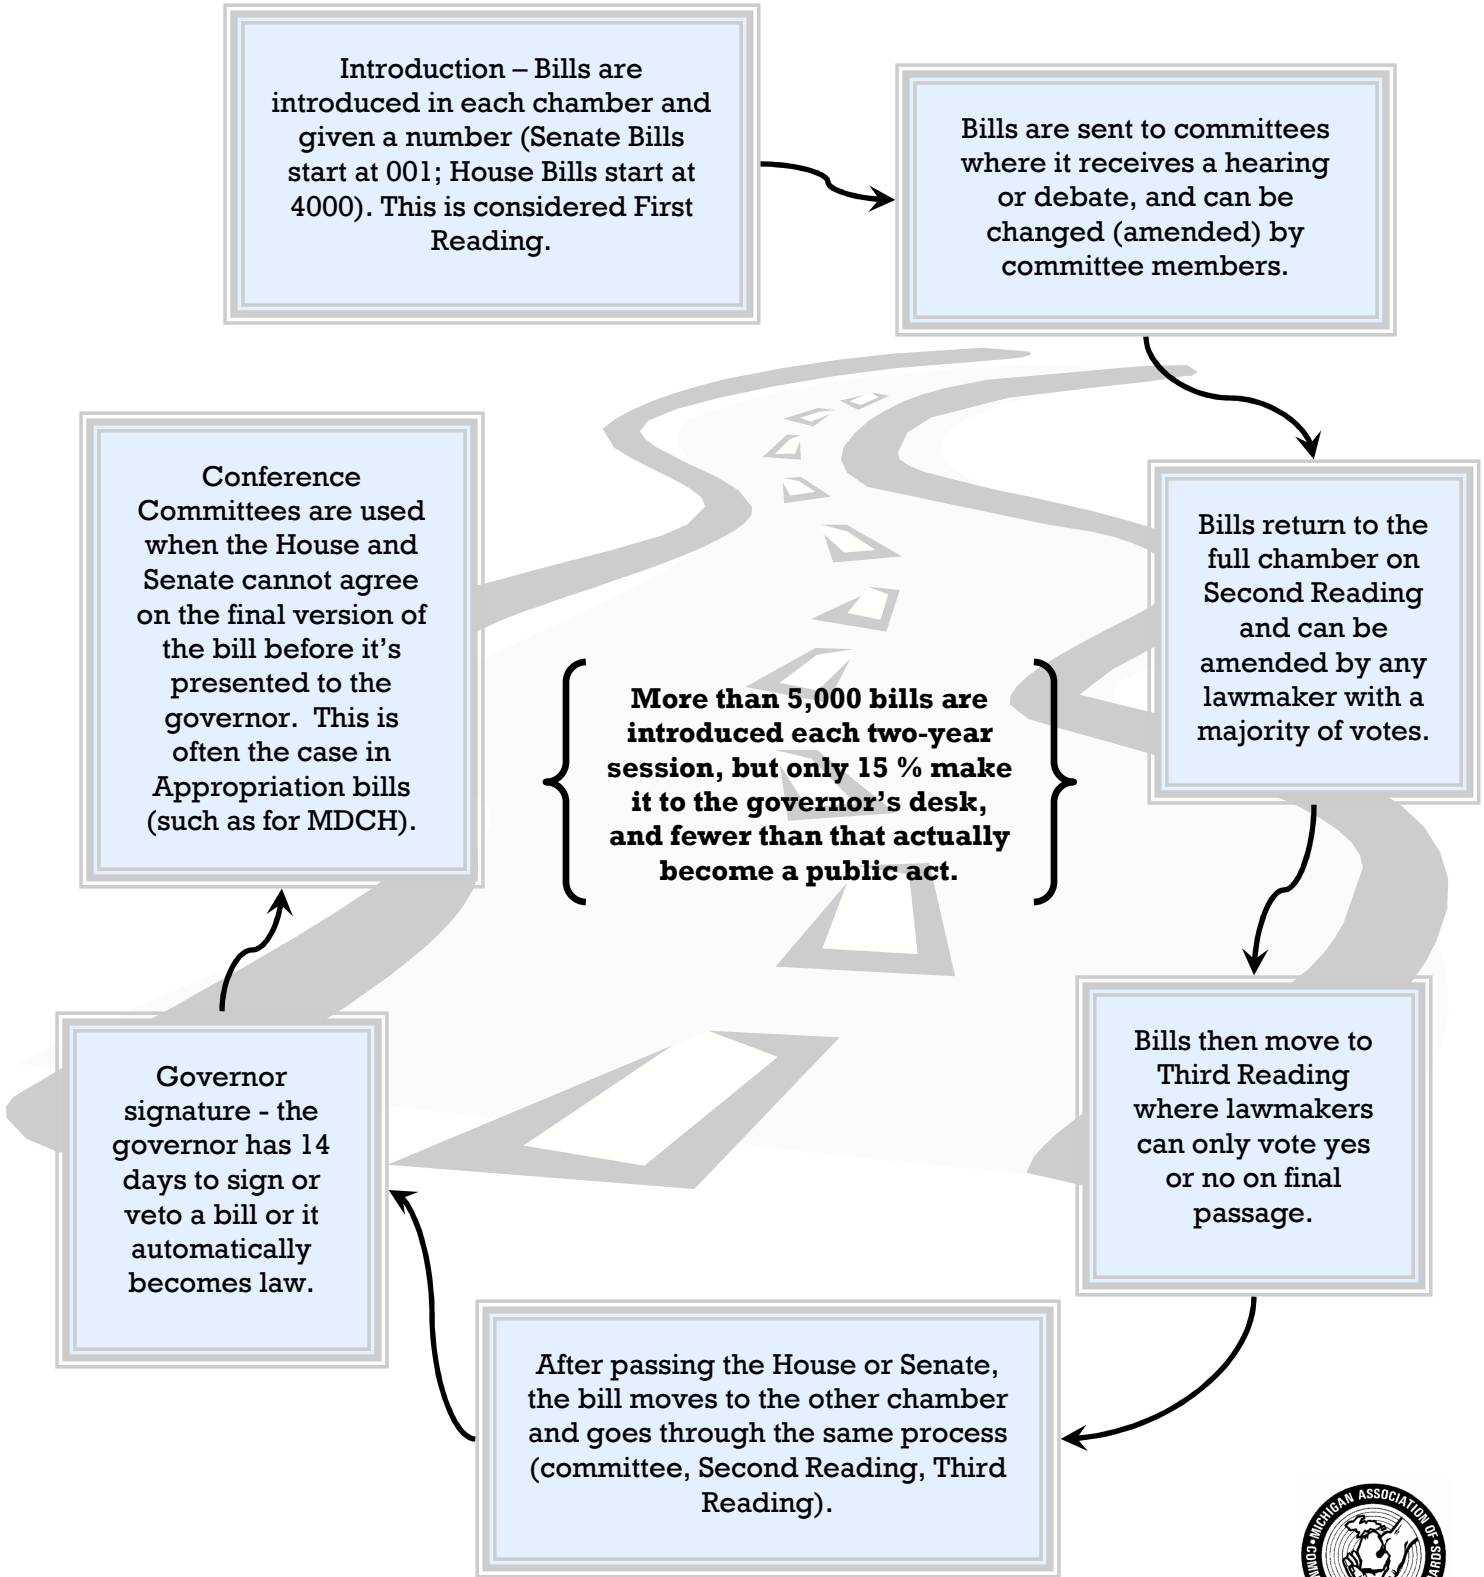 Introduction – Bills are
introduced in each chamber and
given a number (Senate Bills
start at 001; House Bills start at
4000). This is considered First
Reading.
Bills are sent to committees
where it receives a hearing
or debate, and can be
changed (amended) by
committee members.
Bills return to the
full chamber on
Second Reading
and can be
amended by any
lawmaker with a
majority of votes.
Bills then move to
Third Reading
where lawmakers
can only vote yes
or no on final
passage.
After passing the House or Senate,
the bill moves to the other chamber
and goes through the same process
(committee, Second Reading, Third
Reading).
Governor
signature - the
governor has 14
days to sign or
veto a bill or it
automatically
becomes law.
Conference
Committees are used
when the House and
Senate cannot agree
on the final version of
the bill before it’s
presented to the
governor.  This is
often the case in
Appropriation bills
(such as for MDCH).
More than 5,000 bills are
introduced each two-year
session, but only 15 % make
it to the governor’s desk,
and fewer than that actually
become a public act.
MICHIGAN ASSOCIATION OF